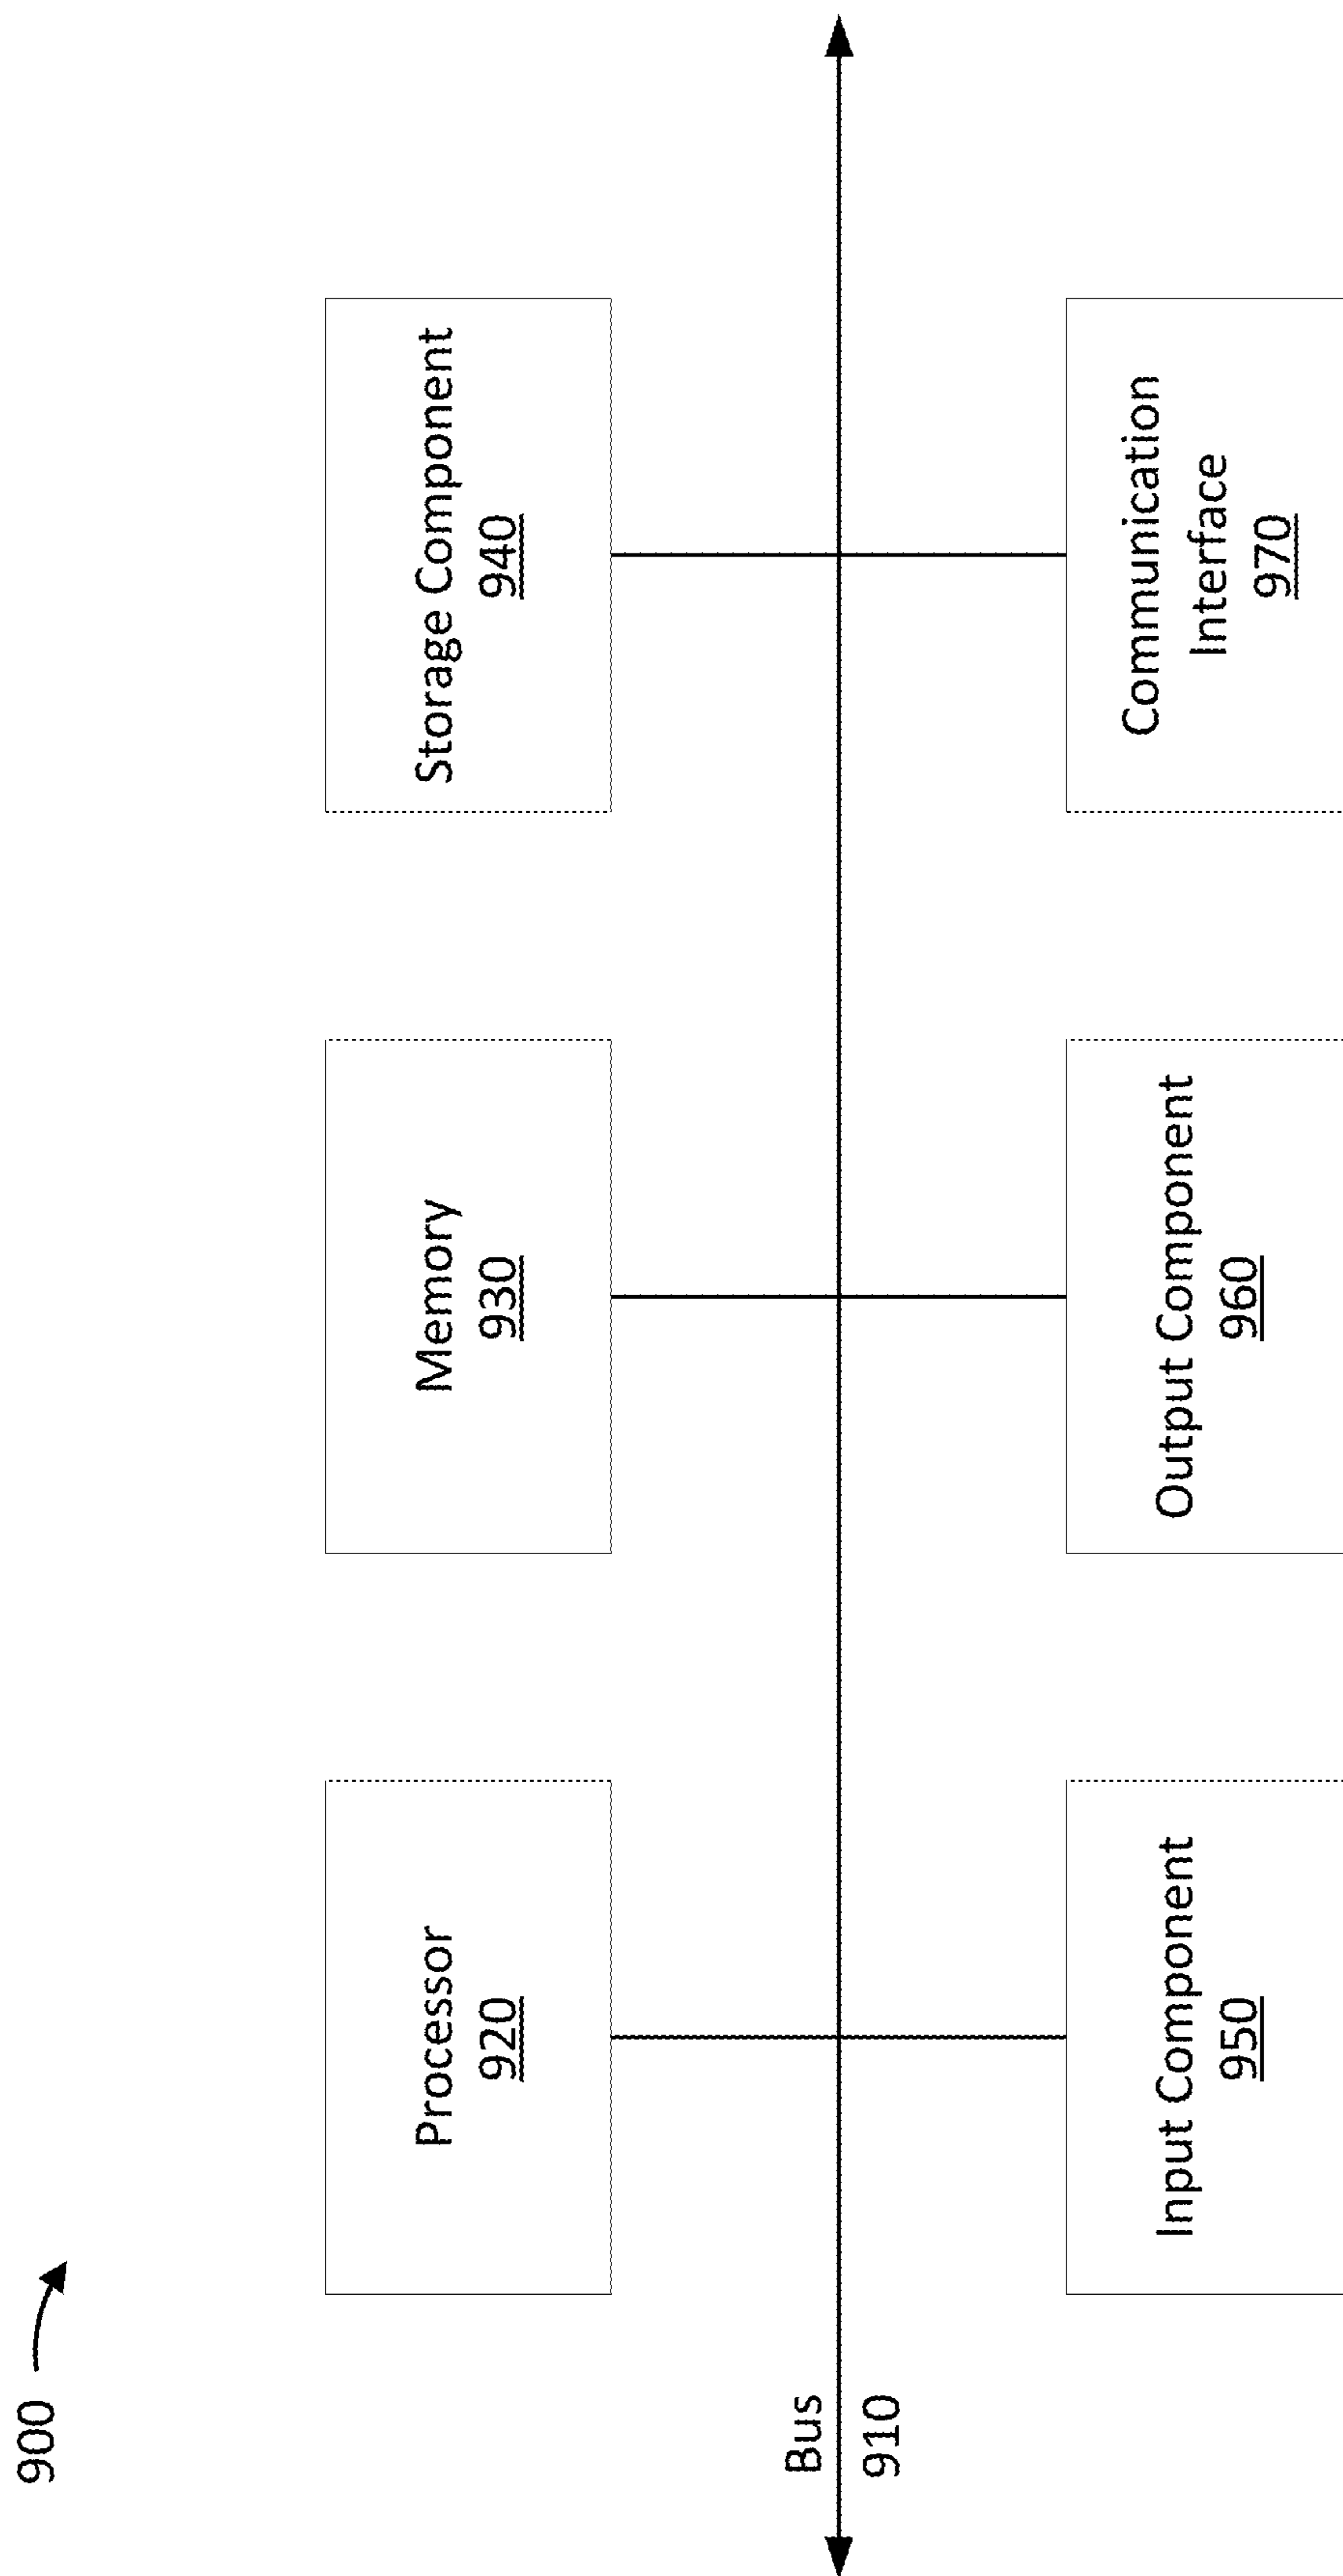 900
Processor
920
Memory
930
Storage Component
940
Bus
910
Input Component
950
Output Component
960
Communication
Interface
970